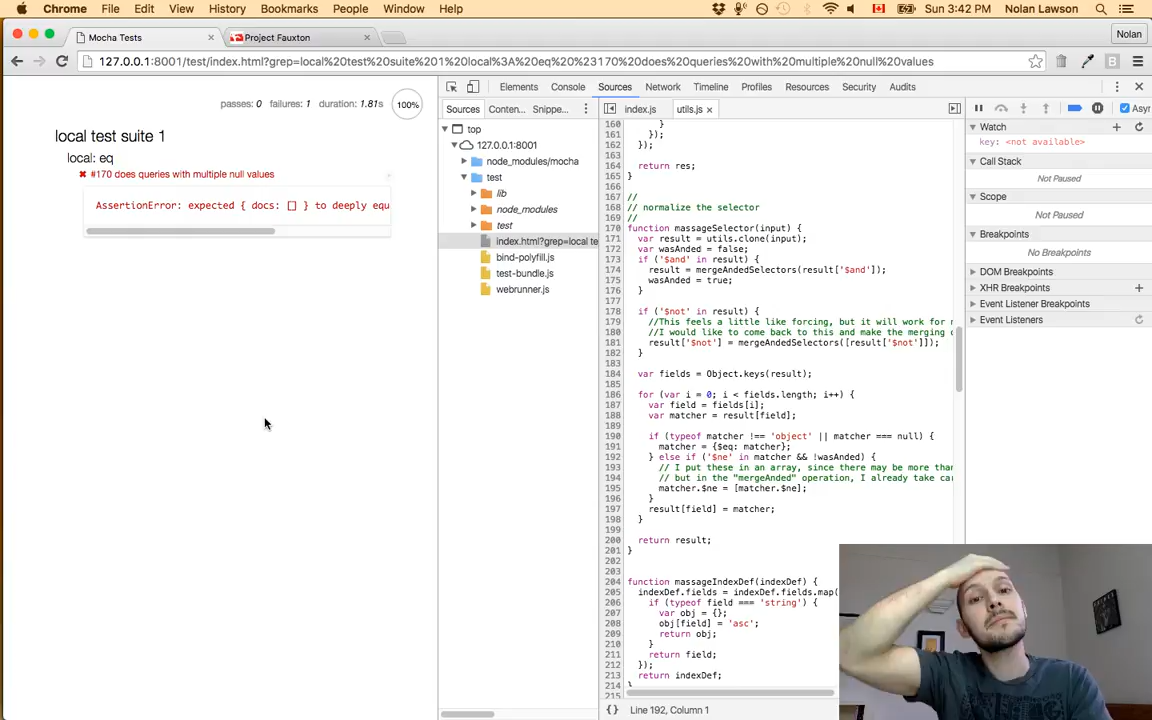 Chrome File Edit View History Bookmarks People Window Help Sun 3:42 PM Nolan Lawson
Mocha Tests Project Fauxton Nolan
127.0.0.1:8001/test/index.html?grep=local%20test%20suite%201%20local%3A%20eq%20%23170%20does%20queries%20with%20multiple%20null%20values
passes: 0 failures: 1 duration: 1.81s 100%
local test suite 1
local: eq
#170 does queries with multiple null values
AssertionError: expected { docs: [] } to deeply equ
Elements Console Sources Network Timeline Profiles Resources Security Audits
Sources Conten... Snippe...
top
127.0.0.1:8001
node_modules/mocha
test
lib
node_modules
test
index.html?grep=local te
bind-polyfill.js
test-bundle.js
webrunner.js
index.js utils.js
160 }
161 });
162 });
163
164 return res;
165 }
166
167 //
168 // normalize the selector
169 //
170 function massageSelector(input) {
171 var result = utils.clone(input);
172 var wasAnded = false;
173 if ('$and' in result) {
174 result = mergeAndedSelectors(result['$and']);
175 wasAnded = true;
176 }
177
178 if ('$not' in result) {
179 //This feels a little like forcing, but it will work for
180 //I would like to come back to this and make the merging
181 result['$not'] = mergeAndedSelectors([result['$not']]);
182 }
183
184 var fields = Object.keys(result);
185
186 for (var i = 0; i < fields.length; i++) {
187 var field = fields[i];
188 var matcher = result[field];
189
190 if (typeof matcher !== 'object' || matcher === null) {
191 matcher = {$eq: matcher};
192 } else if ('$ne' in matcher && !wasAnded) {
193 // I put these in an array, since there may be more than
194 // but in the "mergeAnded" operation, I already take car
195 matcher.$ne = [matcher.$ne];
196 }
197 result[field] = matcher;
198 }
199
200 return result;
201 }
202
203
204 function massageIndexDef(indexDef) {
205 indexDef.fields = indexDef.fields.map(
206 if (typeof field === 'string') {
207 var obj = {};
208 obj[field] = 'asc';
209 return obj;
210 }
211 return field;
212 });
213 return indexDef;
214
215
{} Line 192, Column 1
Asyn
Watch
key: <not available>
Call Stack
Not Paused
Scope
Not Paused
Breakpoints
No Breakpoints
DOM Breakpoints
XHR Breakpoints
Event Listener Breakpoints
Event Listeners